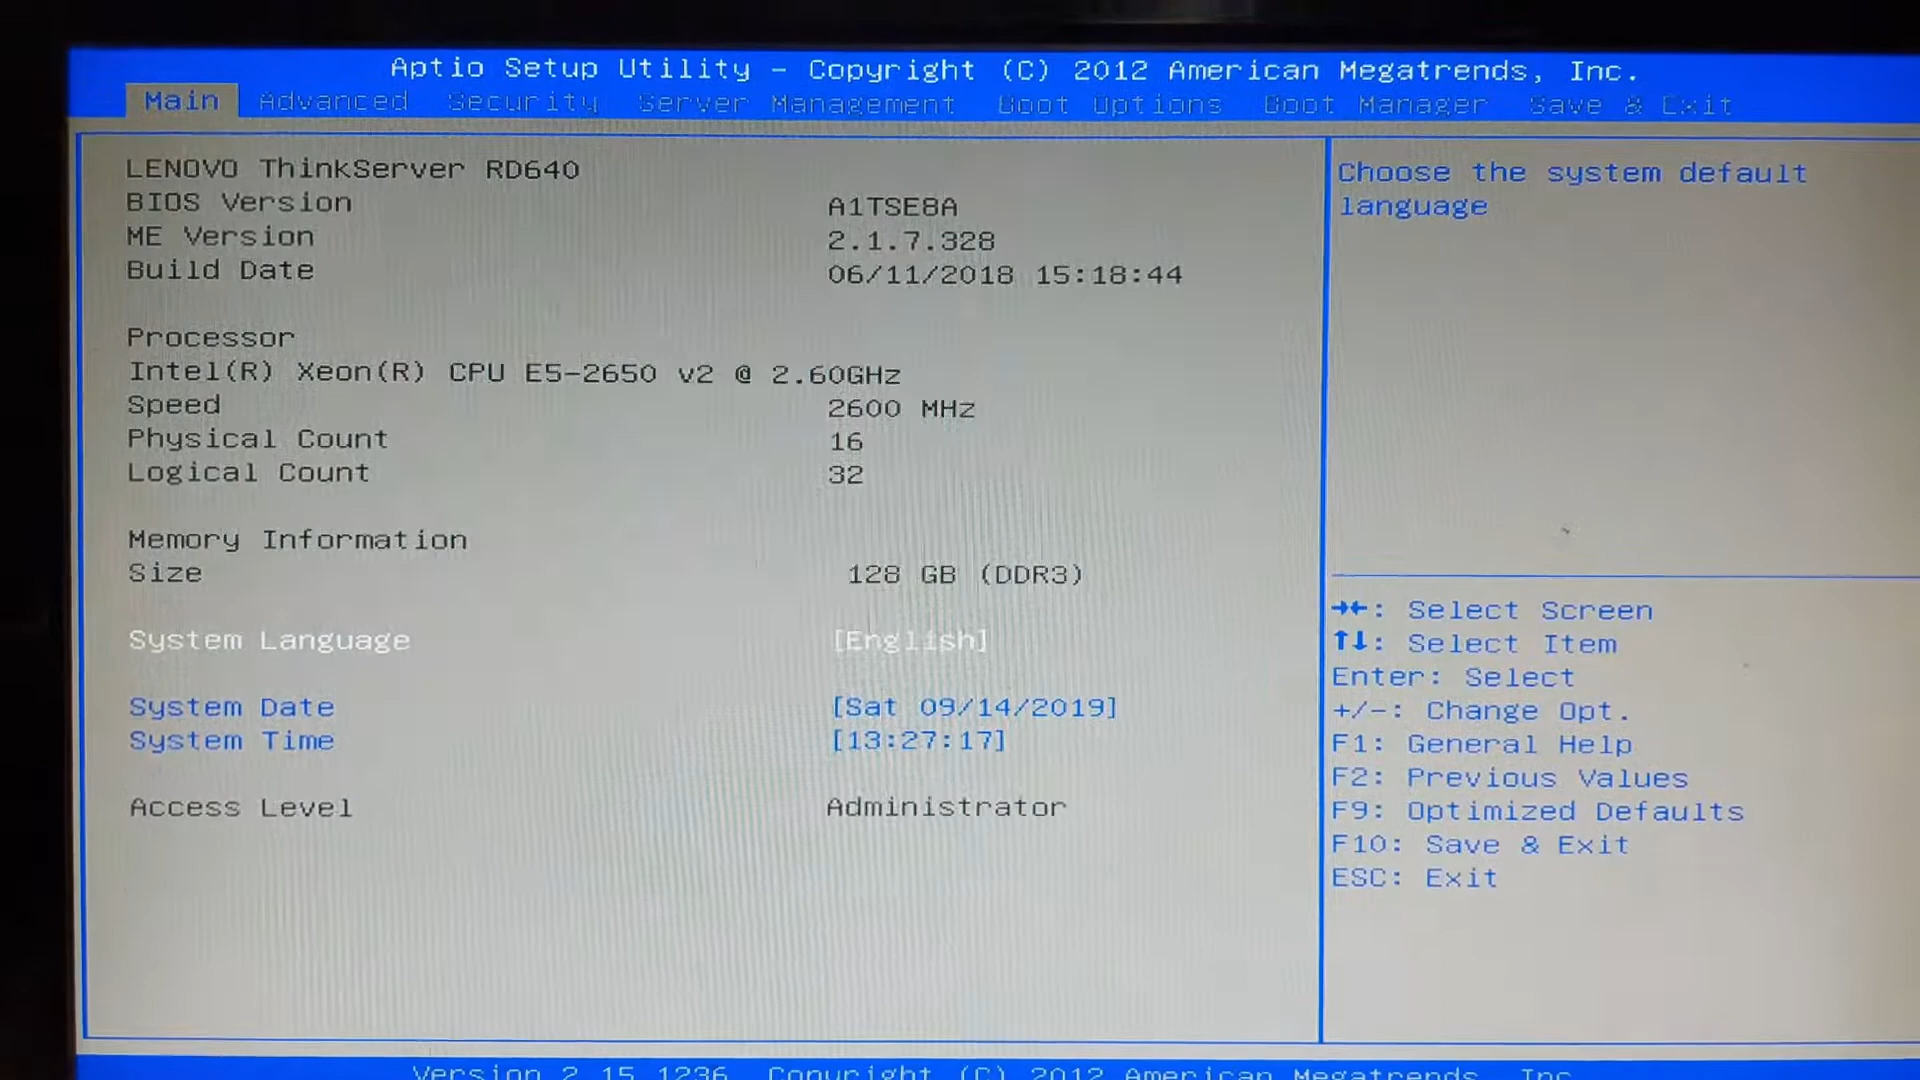 Aptio Setup Utility - Copyright (C) 2012 American Megatrends, Inc.
Main Advanced Security Server Management Boot Options Boot Manager Save & Exit
LENOVO ThinkServer RD640
BIOS Version A1TSE8A
ME Version 2.1.7.328
Build Date 06/11/2018 15:18:44
Processor
Intel(R) Xeon(R) CPU E5-2650 v2 @ 2.60GHz
Speed 2600 MHz
Physical Count 16
Logical Count 32
Memory Information
Size 128 GB (DDR3)
System Language [English]
System Date [Sat 09/14/2019]
System Time [13:27:17]
Access Level Administrator
Choose the system default
language
→←: Select Screen
↑↓: Select Item
Enter: Select
+/-: Change Opt.
F1: General Help
F2: Previous Values
F9: Optimized Defaults
F10: Save & Exit
ESC: Exit
Version 2.15.1236. Copyright (C) 2012 American Megatrends, Inc.